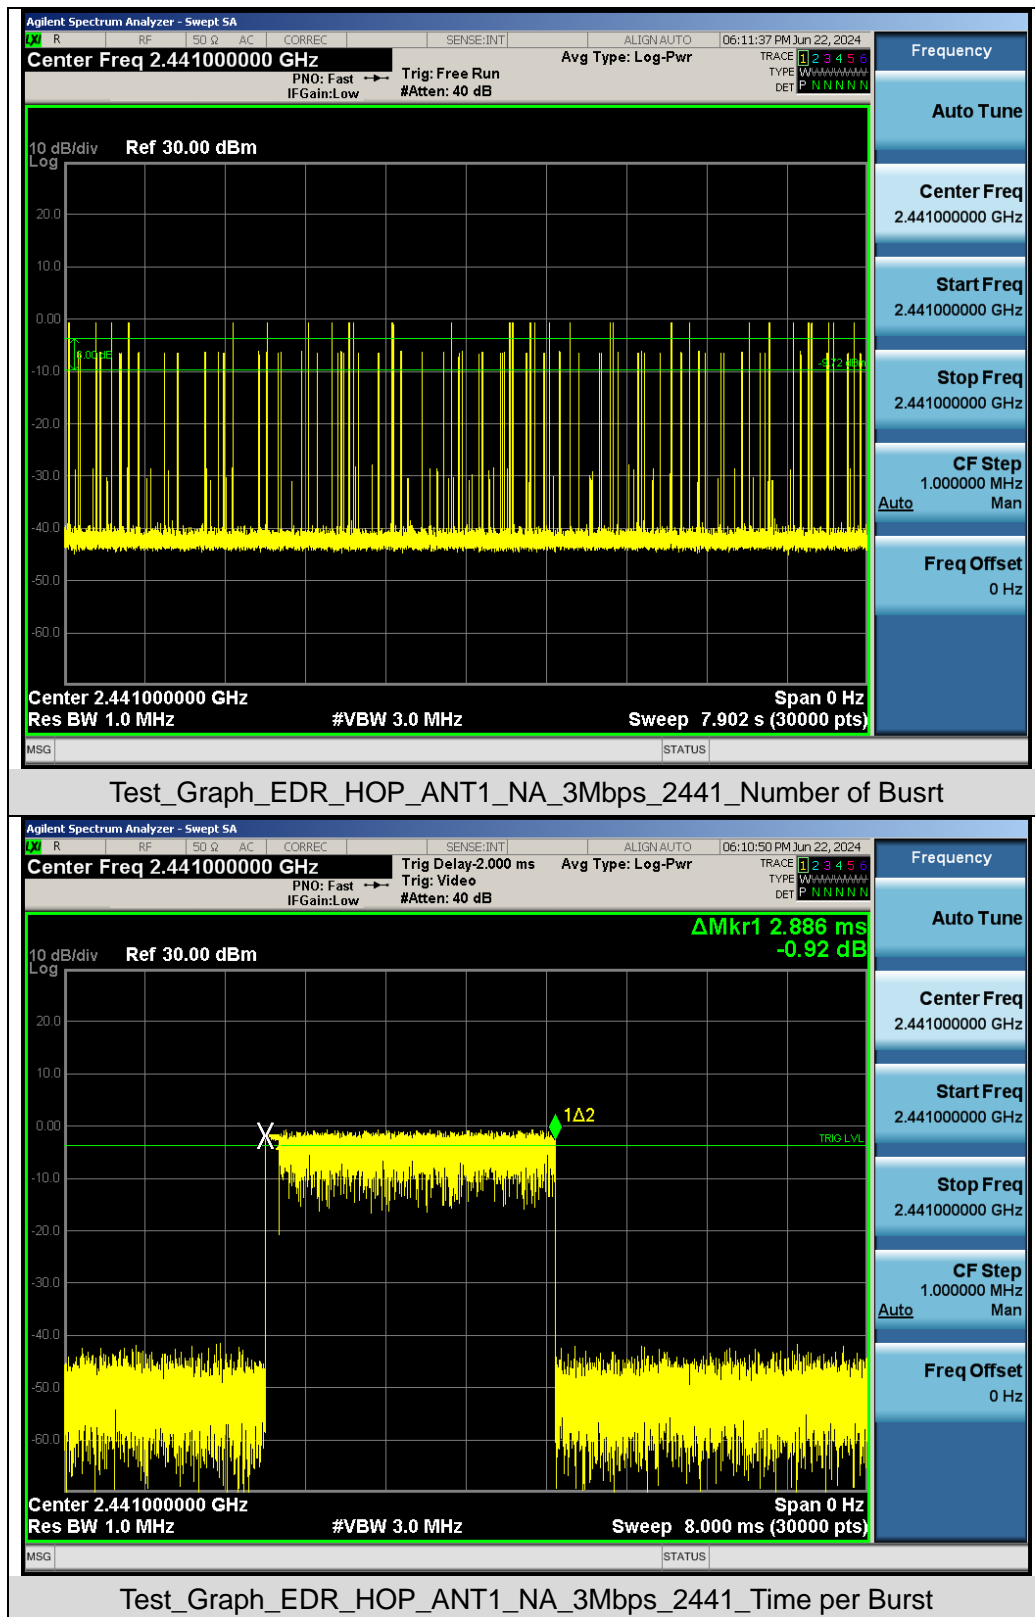 Agilent Spectrum Analyzer - Swept SA
LXI R RF 50 Ω AC CORREC SENSE:INT ALIGN AUTO 06:11:37 PM Jun 22, 2024
Center Freq 2.441000000 GHz
Avg Type: Log-Pwr
TRACE 1 2 3 4 5 6
PNO: Fast Trig: Free Run
TYPE W
IFGain:Low #Atten: 40 dB
DET P N N N N N
Frequency
Auto Tune
10 dB/div Ref 30.00 dBm
Log
20.0
10.0
0.00
6.00 dB
-9.72 dBm
-10.0
-20.0
-30.0
-40.0
-50.0
-60.0
Center Freq
2.441000000 GHz
Start Freq
2.441000000 GHz
Stop Freq
2.441000000 GHz
CF Step
1.000000 MHz
Auto Man
Freq Offset
0 Hz
Center 2.441000000 GHz Span 0 Hz
Res BW 1.0 MHz #VBW 3.0 MHz Sweep 7.902 s (30000 pts)
MSG STATUS
Test_Graph_EDR_HOP_ANT1_NA_3Mbps_2441_Number of Busrt
Agilent Spectrum Analyzer - Swept SA
LXI R RF 50 Ω AC CORREC SENSE:INT ALIGN AUTO 06:10:50 PM Jun 22, 2024
Center Freq 2.441000000 GHz
Trig Delay-2.000 ms Avg Type: Log-Pwr
TRACE 1 2 3 4 5 6
PNO: Fast Trig: Video
TYPE W
IFGain:Low #Atten: 40 dB
DET P N N N N N
Frequency
Auto Tune
ΔMkr1 2.886 ms
-0.92 dB
10 dB/div Ref 30.00 dBm
Log
20.0
10.0
0.00
X
1Δ2
TRIG LVL
-10.0
-20.0
-30.0
-40.0
-50.0
-60.0
Center Freq
2.441000000 GHz
Start Freq
2.441000000 GHz
Stop Freq
2.441000000 GHz
CF Step
1.000000 MHz
Auto Man
Freq Offset
0 Hz
Center 2.441000000 GHz Span 0 Hz
Res BW 1.0 MHz #VBW 3.0 MHz Sweep 8.000 ms (30000 pts)
MSG STATUS
Test_Graph_EDR_HOP_ANT1_NA_3Mbps_2441_Time per Burst